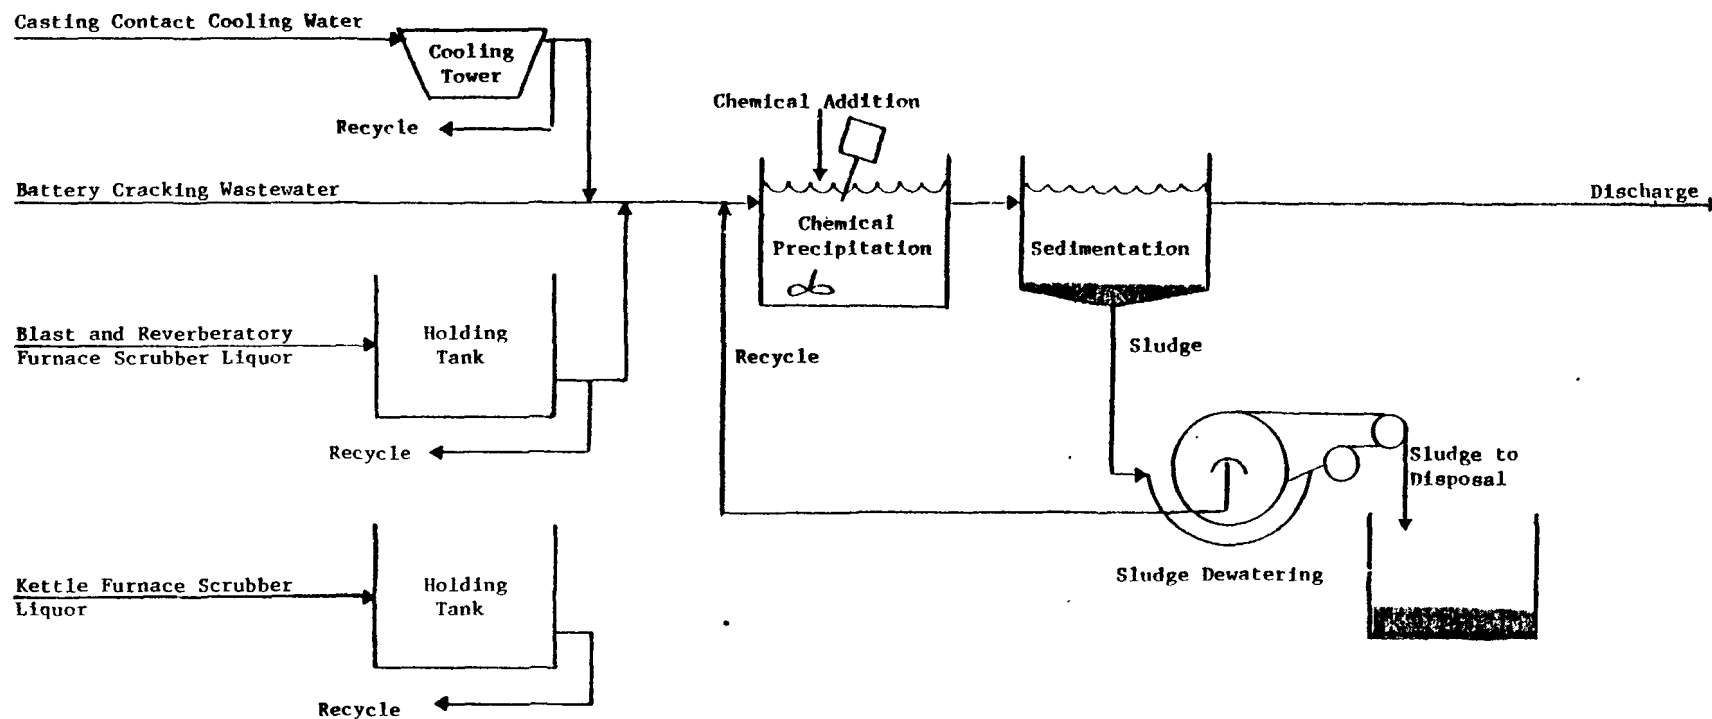 Casting Contact Cooling Water
Cooling
Tower
Recycle
Chemical Addition
Battery Cracking Wastewater
Discharge
Chemical
Precipitation
Sedimentation
Blast and Reverberatory
Furnace Scrubber Liquor
Holding
Tank
Recycle
Sludge
Recycle
Sludge to
Disposal
Sludge Dewatering
Kettle Furnace Scrubber
Liquor
Holding
Tank
Recycle